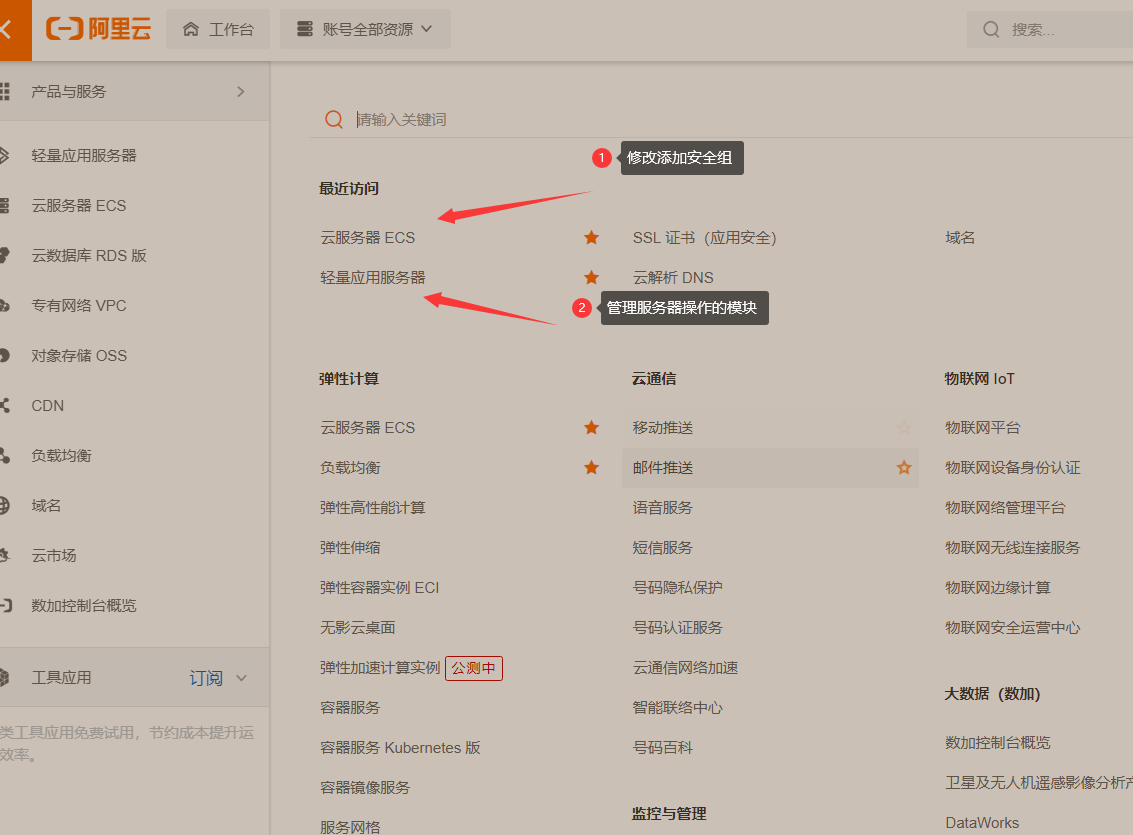 阿里云
工作台
账号全部资源
搜索...
产品与服务
轻量应用服务器
云服务器 ECS
云数据库 RDS 版
专有网络 VPC
对象存储 OSS
CDN
负载均衡
域名
云市场
数加控制台概览
工具应用
订阅
类工具应用免费试用，节约成本提升运
效率。
请输入关键词
1 修改添加安全组
最近访问
云服务器 ECS
SSL 证书（应用安全）
域名
轻量应用服务器
云解析 DNS
2 管理服务器操作的模块
弹性计算
云服务器 ECS
负载均衡
弹性高性能计算
弹性伸缩
弹性容器实例 ECI
无影云桌面
弹性加速计算实例 公测中
容器服务
容器服务 Kubernetes 版
容器镜像服务
服务网格
云通信
移动推送
邮件推送
语音服务
短信服务
号码隐私保护
号码认证服务
云通信网络加速
智能联络中心
号码百科
监控与管理
物联网 IoT
物联网平台
物联网设备身份认证
物联网络管理平台
物联网无线连接服务
物联网边缘计算
物联网安全运营中心
大数据（数加）
数加控制台概览
卫星及无人机遥感影像分析产
DataWorks